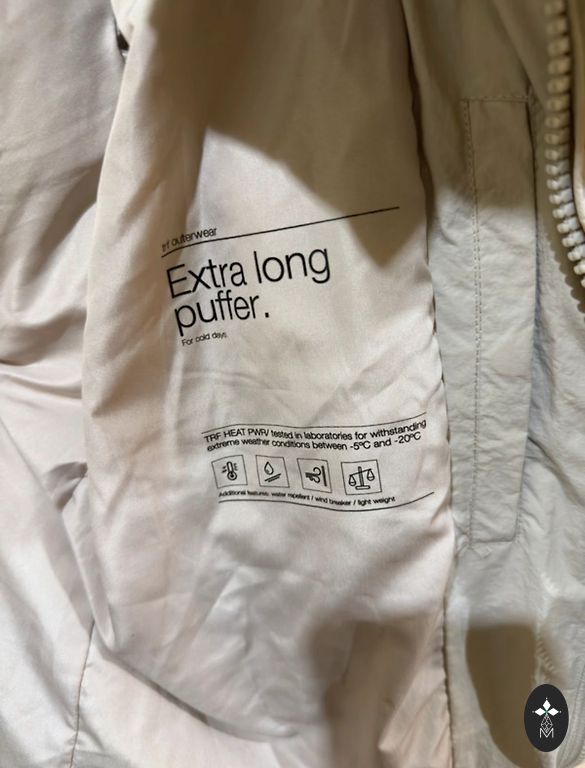 trf outerwear
Extra long
puffer.
For cold days
TRF HEAT PWR/ tested in laboratories for withstanding
extreme weather conditions between -5ºC and -20ºC
Additional features: water repellent / wind breaker / light weight
M